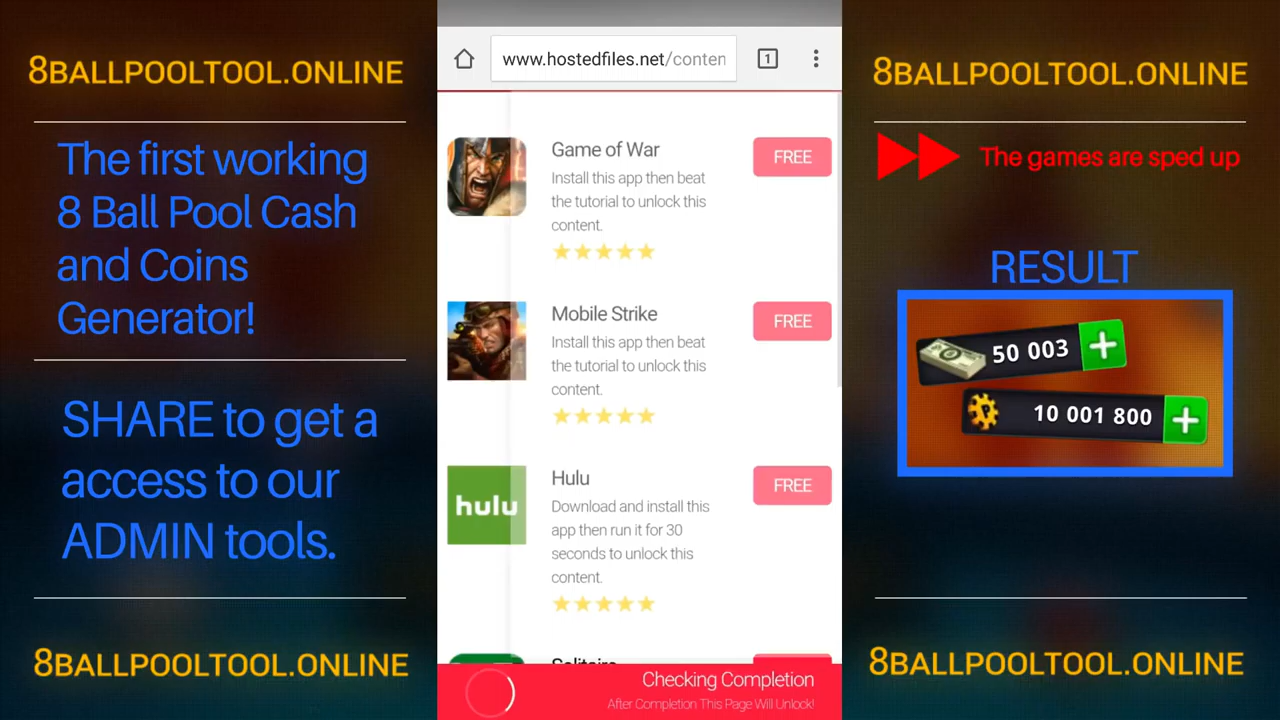 8BALLPOOLTOOL.ONLINE
The first working
8 Ball Pool Cash
and Coins
Generator!
SHARE to get a
access to our
ADMIN tools.
8BALLPOOLTOOL.ONLINE
www.hostedfiles.net/conten
1
Game of War
FREE
Install this app then beat
the tutorial to unlock this
content.
Mobile Strike
FREE
Install this app then beat
the tutorial to unlock this
content.
hulu
Hulu
FREE
Download and install this
app then run it for 30
seconds to unlock this
content.
Solitaire
Checking Completion
After Completion This Page Will Unlock!
8BALLPOOLTOOL.ONLINE
The games are sped up
RESULT
50 003
10 001 800
8BALLPOOLTOOL.ONLINE